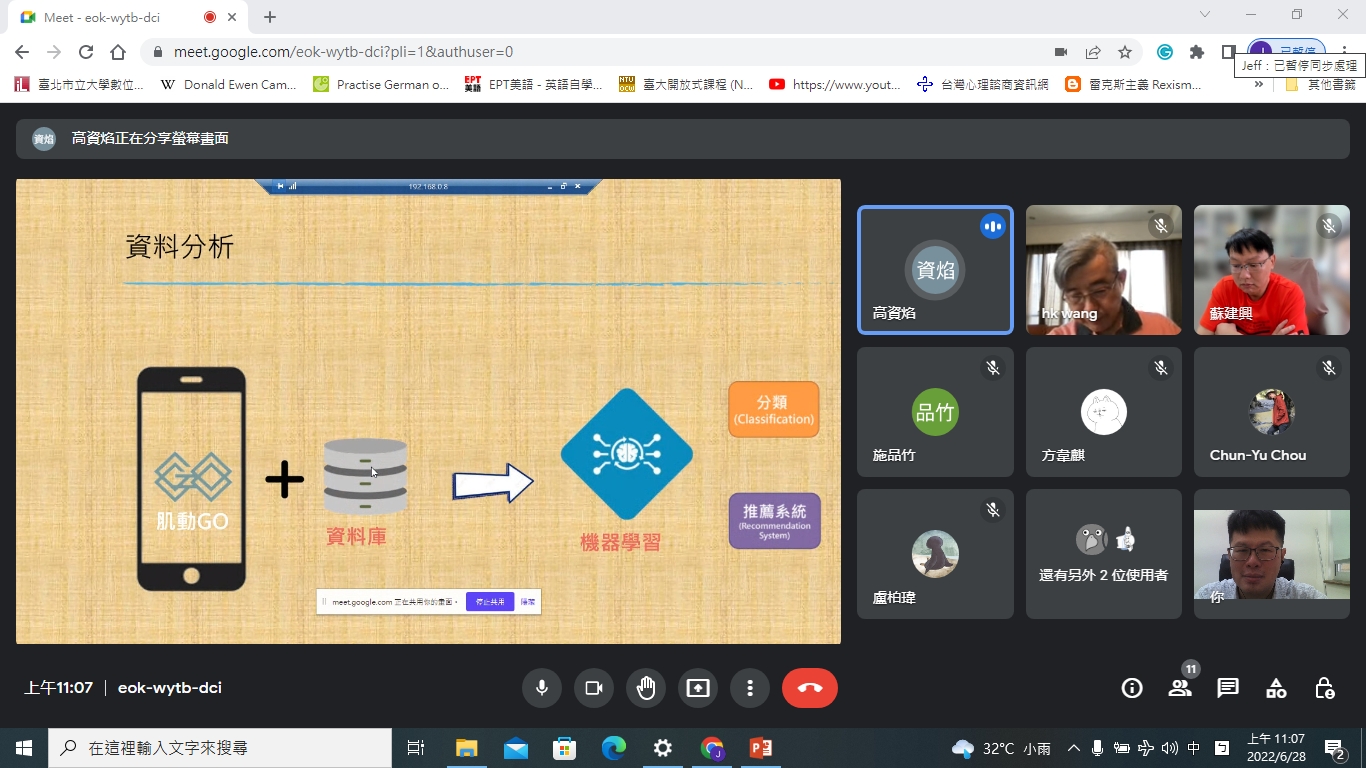 Meet - eok-wytb-dci
meet.google.com/eok-wytb-dci?pli=1&authuser=0
J 已暫停
Jeff：已暫停同步處理
臺北市立大學數位...
W Donald Ewen Cam...
Practise German o...
EPT 美語 EPT美語 - 英語自學...
NTU OCW 臺大開放式課程 (N...
https://www.yout...
台灣心理諮商資訊網
雷克斯主義 Rexism...
» 其他書籤
資焰 高資焰正在分享螢幕畫面
192.168.0.8
資料分析
肌動GO
資料庫
機器學習
分類
(Classification)
推薦系統
(Recommendation
System)
meet.google.com 正在共用你的畫面。 停止共用 隱藏
資焰
高資焰
hk wang
蘇建興
品竹
施品竹
方韋麒
Chun-Yu Chou
盧柏瑋
還有另外 2 位使用者
你
上午11:07 | eok-wytb-dci
11
在這裡輸入文字來搜尋
32°C 小雨
中
上午 11:07
2022/6/28
2